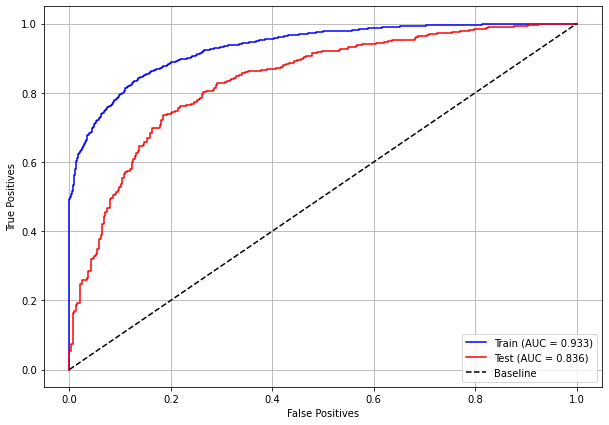 1.0
0.8
0.6
0.4
0.2
0.0
True Positives
0.0 0.2 0.4 0.6 0.8 1.0
False Positives
Train (AUC = 0.933)
Test (AUC = 0.836)
Baseline